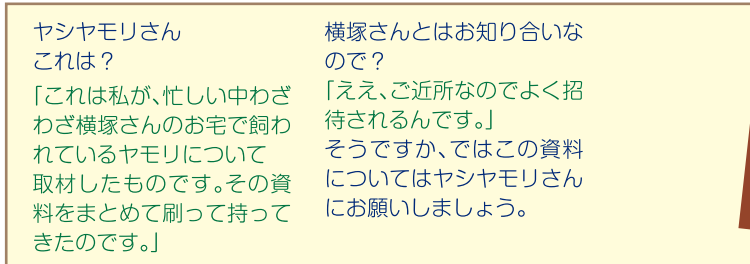 ヤシヤモリさん
これは？
「これは私が、忙しい中わざ
わざ横塚さんのお宅で飼わ
れているヤモリについて
取材したものです。その資
料をまとめて刷って持って
きたのです。」
横塚さんとはお知り合いな
ので？
「ええ、ご近所なのでよく招
待されるんです。」
そうですか、ではこの資料
についてはヤシヤモリさん
にお願いしましょう。